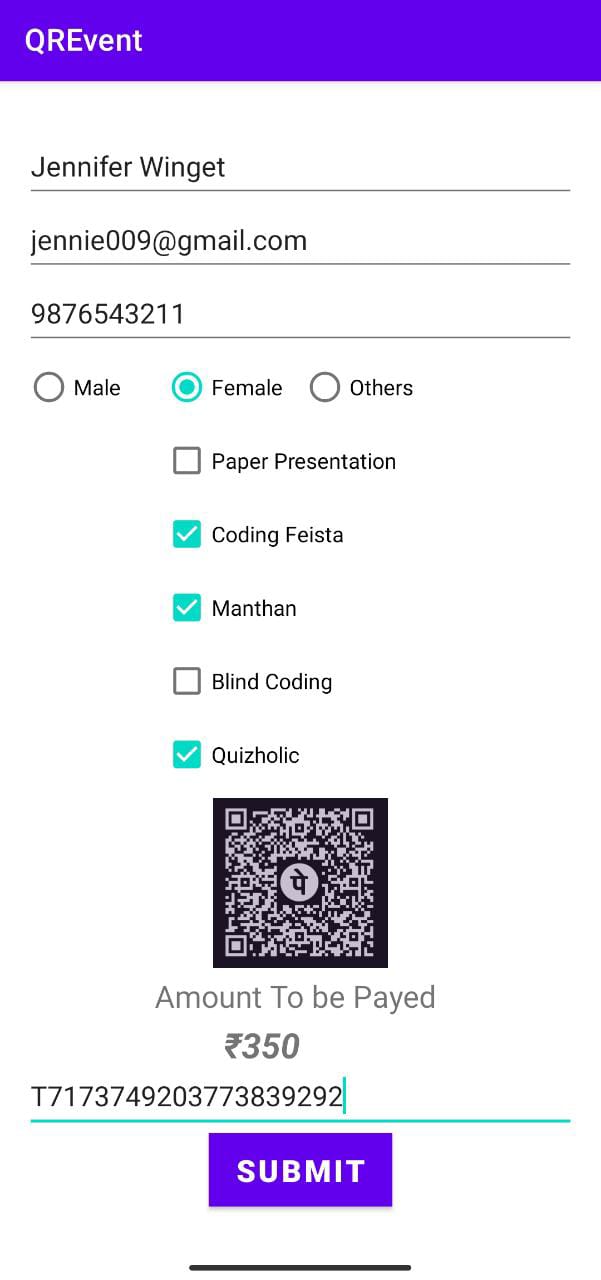 QREvent
Jennifer Winget
jennie009@gmail.com
9876543211
Male Female Others
Paper Presentation
Coding Feista
Manthan
Blind Coding
Quizholic
पे
Amount To be Payed
₹350
T7173749203773839292
SUBMIT